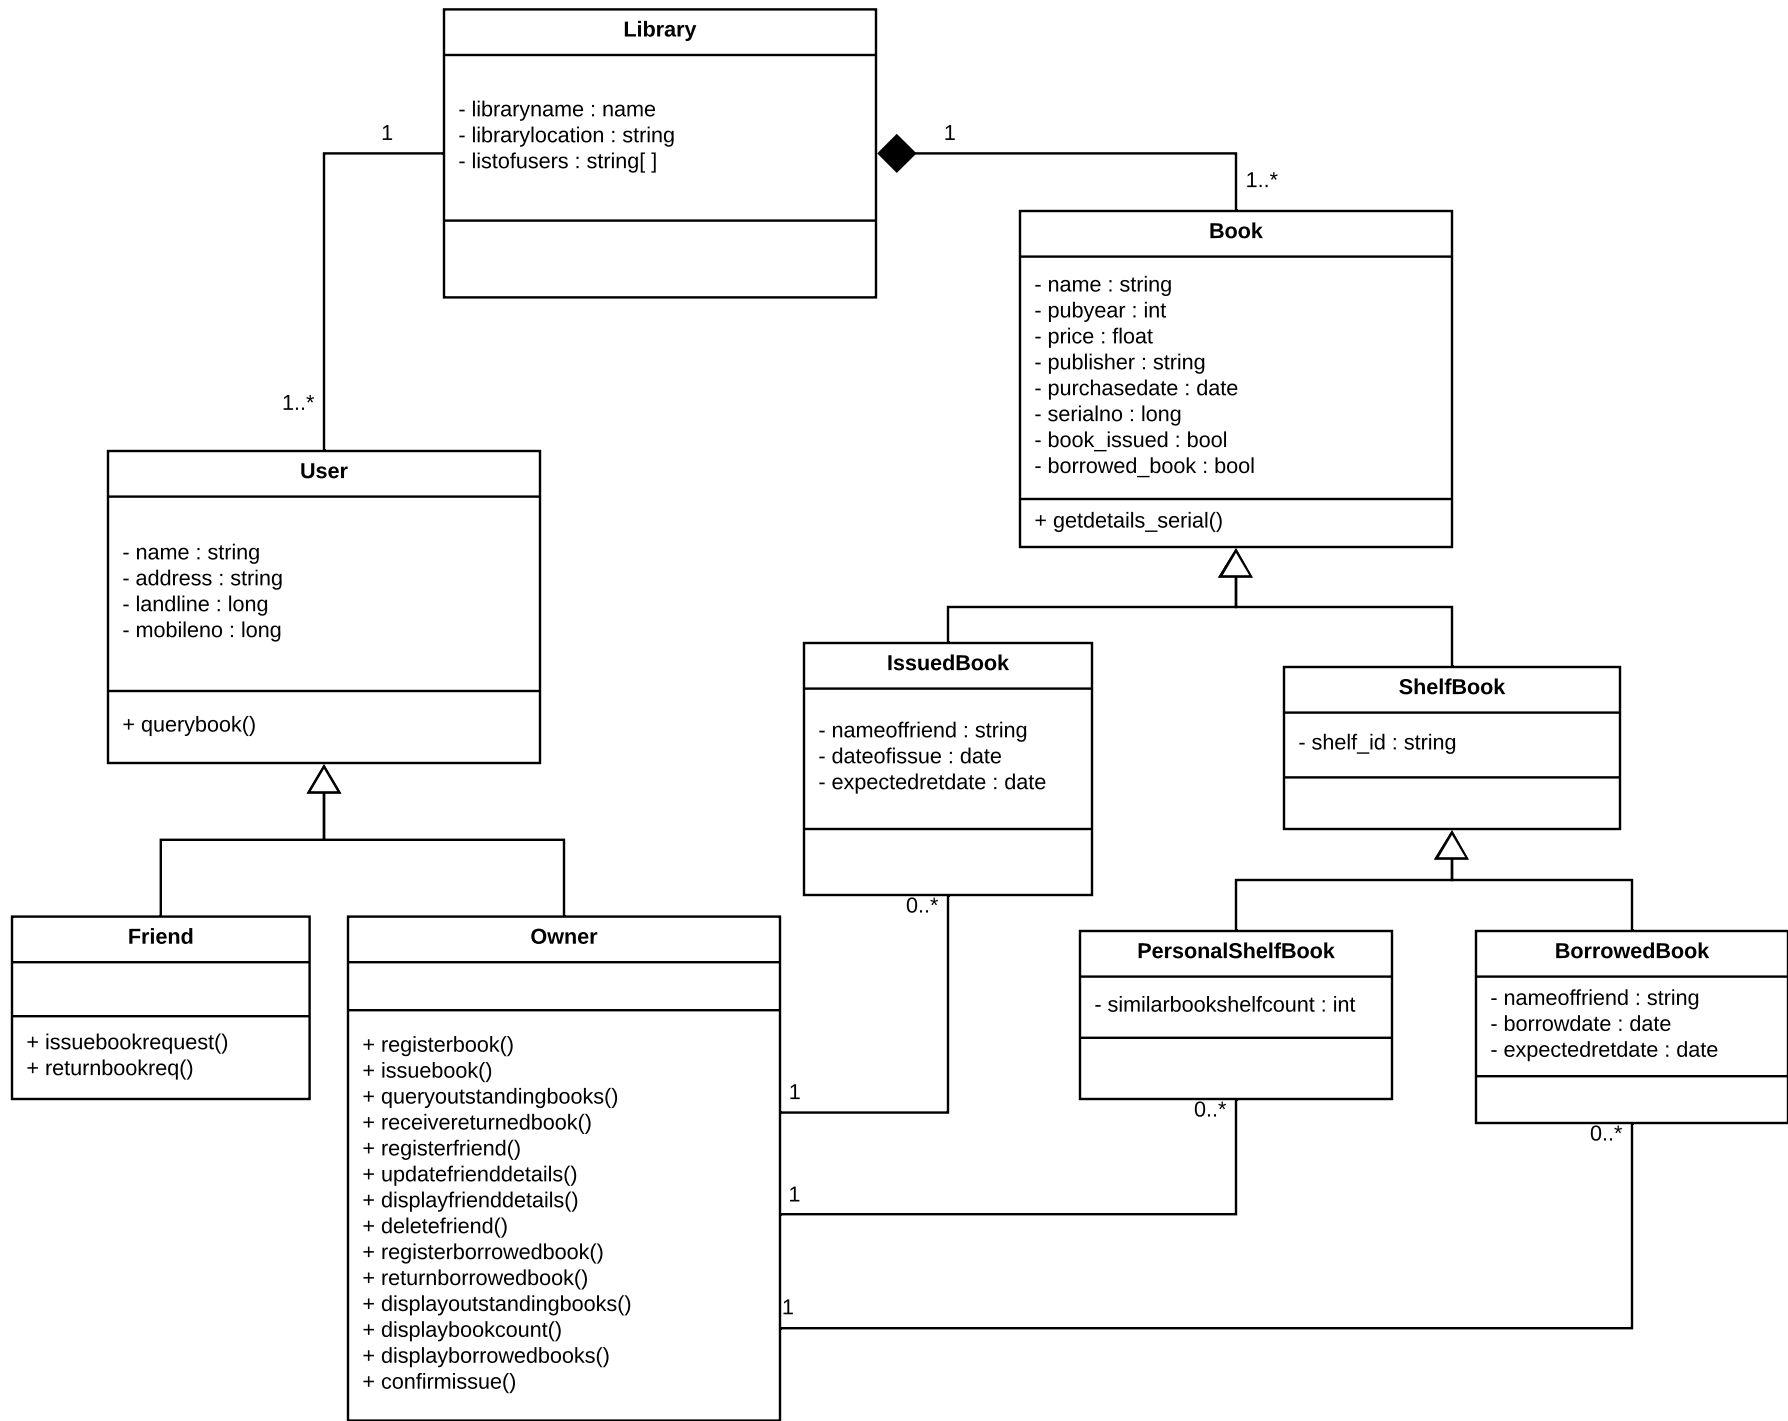 Library
- libraryname : name
- librarylocation : string
- listofusers : string[ ]
1
1
1..*
Book
- name : string
- pubyear : int
- price : float
- publisher : string
- purchasedate : date
- serialno : long
- book_issued : bool
- borrowed_book : bool
+ getdetails_serial()
1..*
User
- name : string
- address : string
- landline : long
- mobileno : long
+ querybook()
IssuedBook
- nameoffriend : string
- dateofissue : date
- expectedretdate : date
0..*
ShelfBook
- shelf_id : string
Friend
+ issuebookrequest()
+ returnbookreq()
Owner
+ registerbook()
+ issuebook()
+ queryoutstandingbooks()
+ receivereturnedbook()
+ registerfriend()
+ updatefrienddetails()
+ displayfrienddetails()
+ deletefriend()
+ registerborrowedbook()
+ returnborrowedbook()
+ displayoutstandingbooks()
+ displaybookcount()
+ displayborrowedbooks()
+ confirmissue()
1
1
1
PersonalShelfBook
- similarbookshelfcount : int
0..*
BorrowedBook
- nameoffriend : string
- borrowdate : date
- expectedretdate : date
0..*